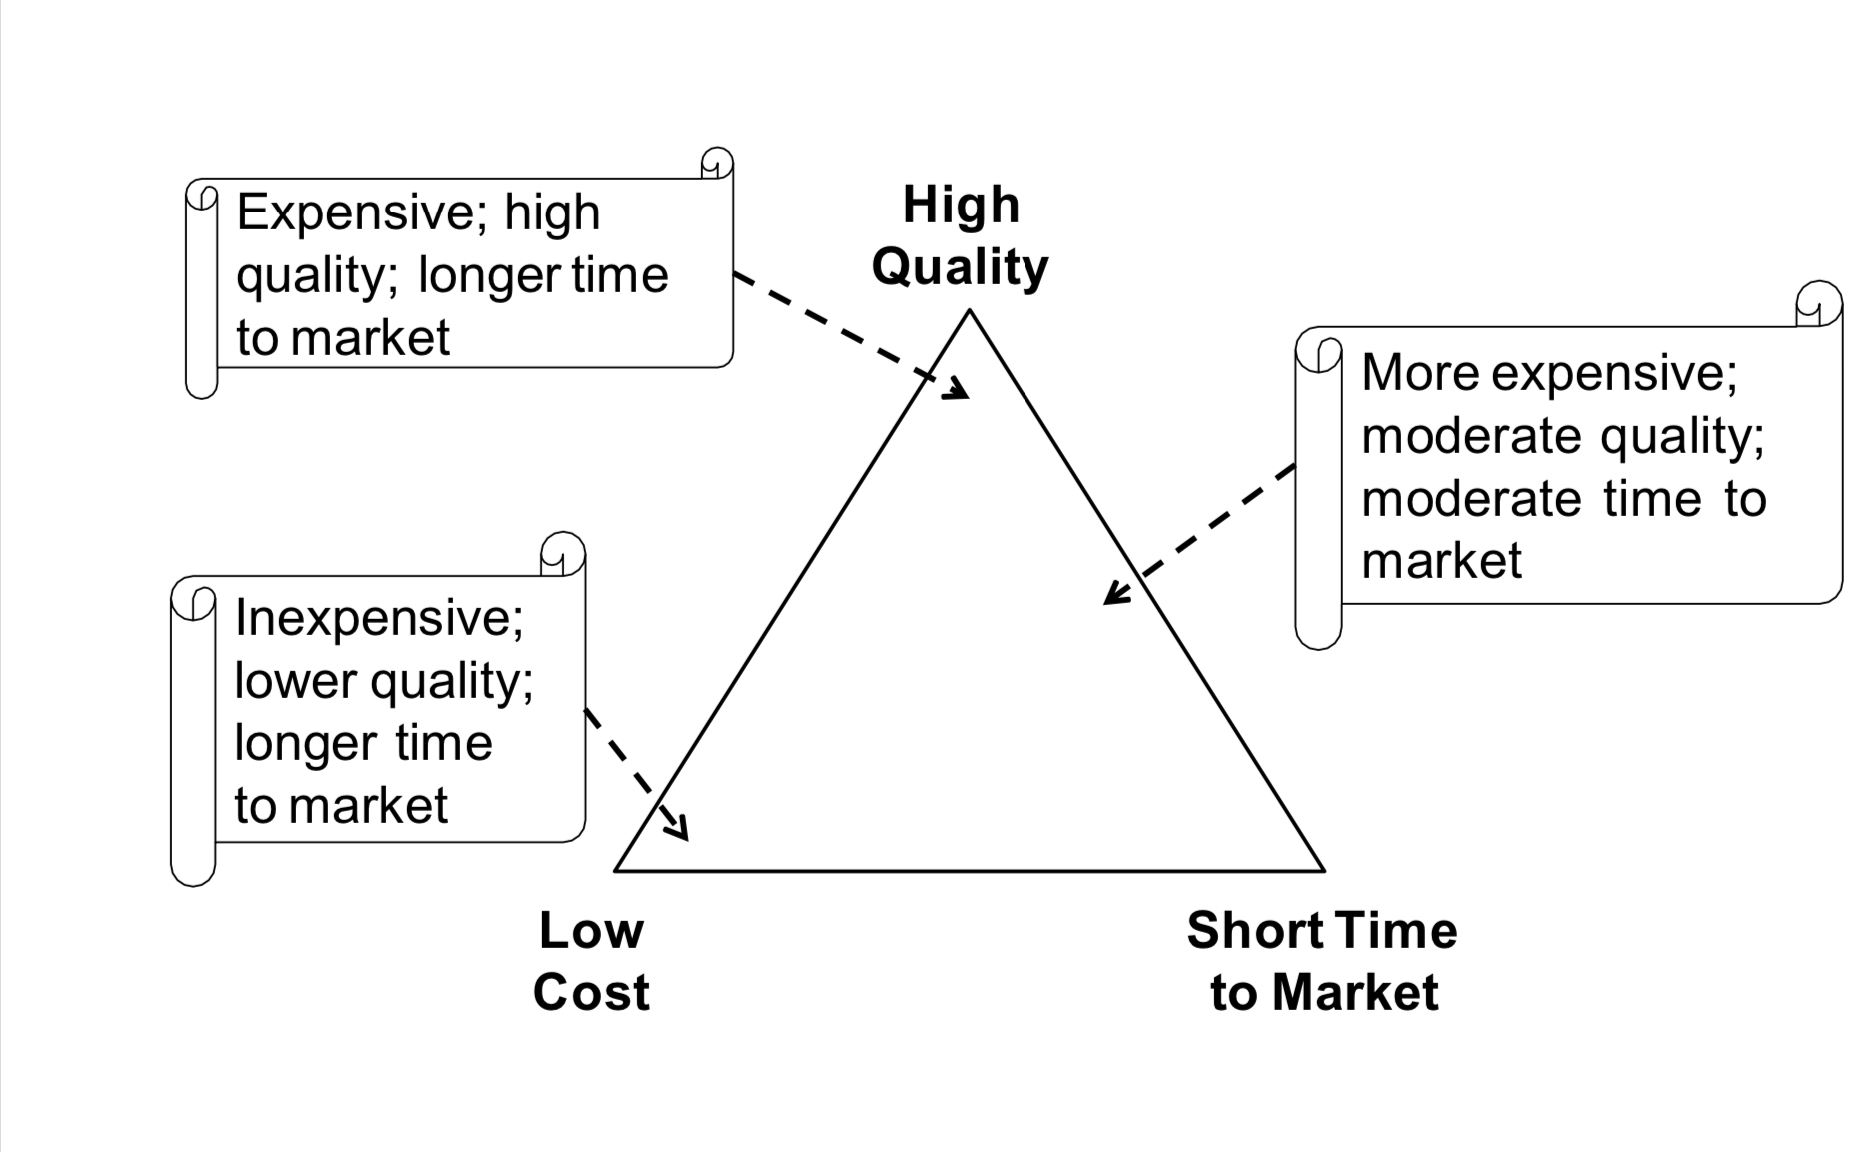 Expensive; high
quality; longer time
to market
High
Quality
More expensive;
moderate quality;
moderate time to
market
Inexpensive;
lower quality;
longer time
to market
Low
Cost
Short Time
to Market